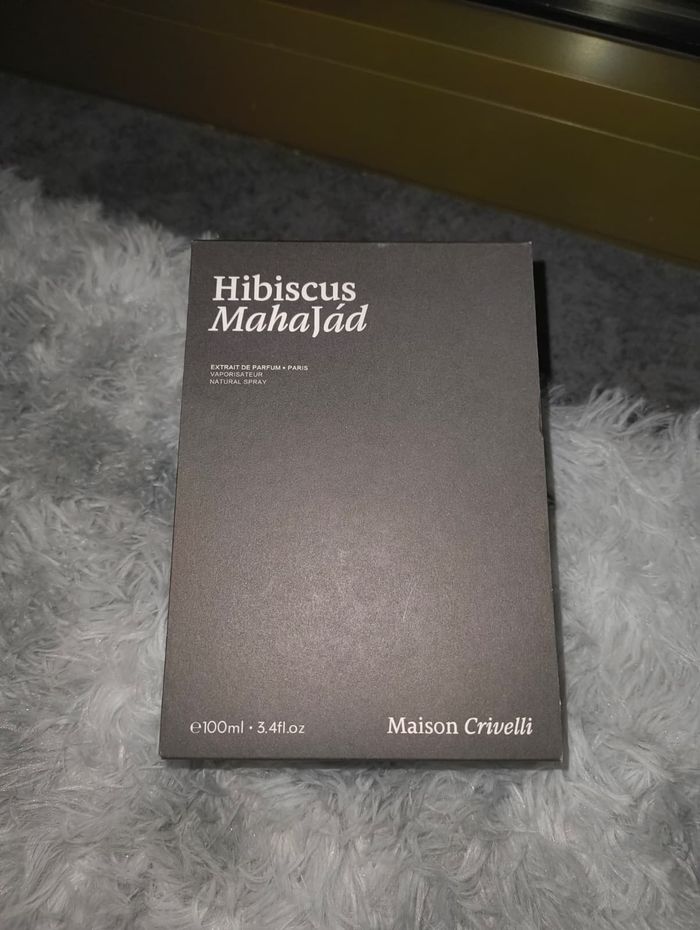 Hibiscus
MahaJád
EXTRAIT DE PARFUM • PARIS
VAPORISATEUR
NATURAL SPRAY
℮100ml • 3.4fl.oz
Maison Crivelli